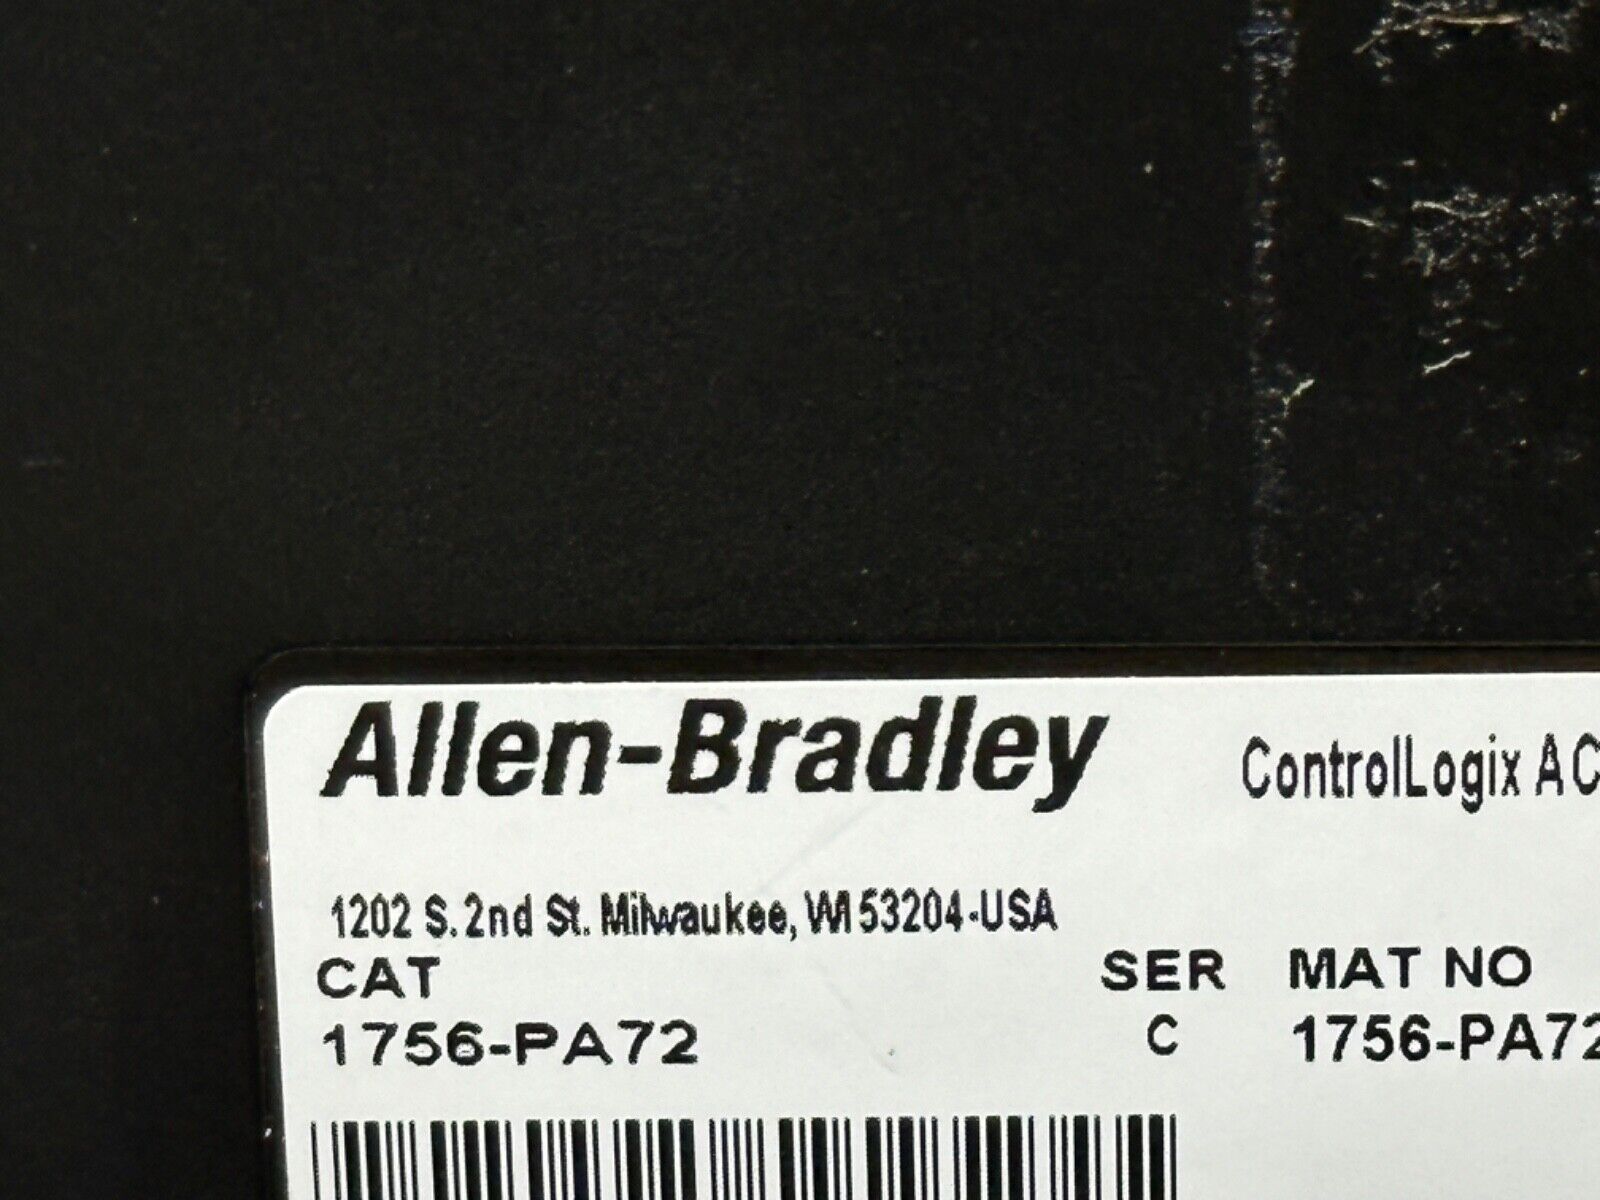 Allen-Bradley ControlLogix AC
1202 S. 2nd St. Milwaukee, WI 53204-USA
CAT SER MAT NO
1756-PA72 C 1756-PA72